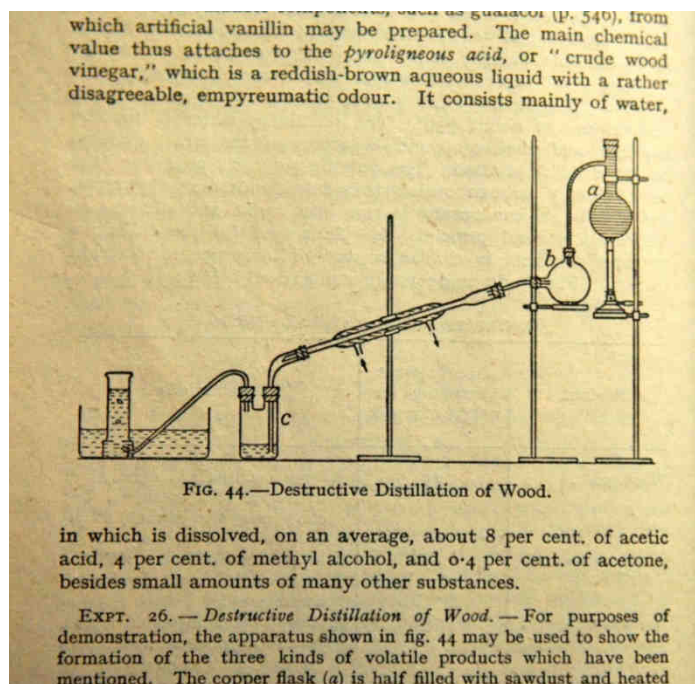 components, such as guaiacol (p. 546), from
which artificial vanillin may be prepared. The main chemical
value thus attaches to the pyroligneous acid, or " crude wood
vinegar," which is a reddish-brown aqueous liquid with a rather
disagreeable, empyreumatic odour. It consists mainly of water,
a
b
c
FIG. 44.—Destructive Distillation of Wood.
in which is dissolved, on an average, about 8 per cent. of acetic
acid, 4 per cent. of methyl alcohol, and 0·4 per cent. of acetone,
besides small amounts of many other substances.
EXPT. 26. — Destructive Distillation of Wood. — For purposes of
demonstration, the apparatus shown in fig. 44 may be used to show the
formation of the three kinds of volatile products which have been
mentioned. The copper flask (a) is half filled with sawdust and heated